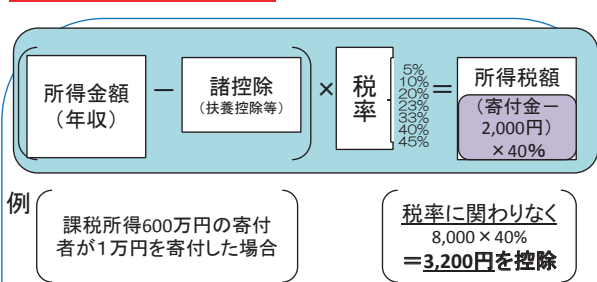 所得金額
(年収)
－
諸控除
(扶養控除等)
×
税
率
5%
10%
20%
23%
33%
40%
45%
＝
所得税額
(寄付金－
2,000円)
×40%
例
課税所得600万円の寄付
者が１万円を寄付した場合
税率に関わりなく
8,000×40%
＝3,200円を控除